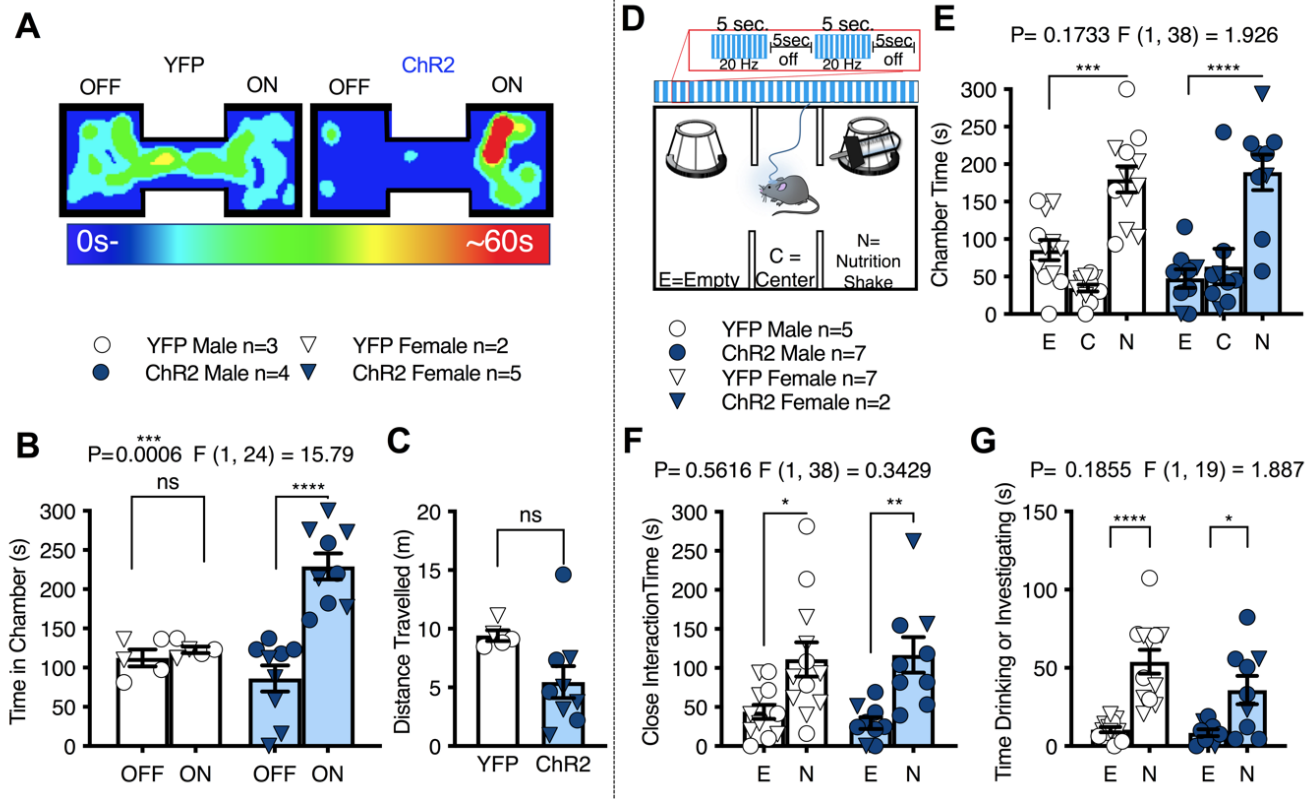 A
YFP
ChR2
OFF
ON
OFF
ON
0s-
~60s
YFP Male n=3
YFP Female n=2
ChR2 Male n=4
ChR2 Female n=5
B
***
P=0.0006 F (1, 24) = 15.79
ns
****
Time in Chamber (s)
300
250
200
150
100
50
0
OFF
ON
OFF
ON
C
ns
Distance Travelled (m)
20
15
10
5
0
YFP
ChR2
D
5 sec.
5 sec.
5sec
off
5sec
off
20 Hz
20 Hz
E=Empty
C =
Center
N=
Nutrition
Shake
YFP Male n=5
ChR2 Male n=7
YFP Female n=7
ChR2 Female n=2
E
P= 0.1733 F (1, 38) = 1.926
***
****
Chamber Time (s)
300
250
200
150
100
50
0
E
C
N
E
C
N
F
P= 0.5616 F (1, 38) = 0.3429
*
**
Close InteractionTime (s)
300
250
200
150
100
50
0
E
N
E
N
G
P= 0.1855 F (1, 19) = 1.887
****
*
Time Drinking or Investigating (s)
150
100
50
0
E
N
E
N